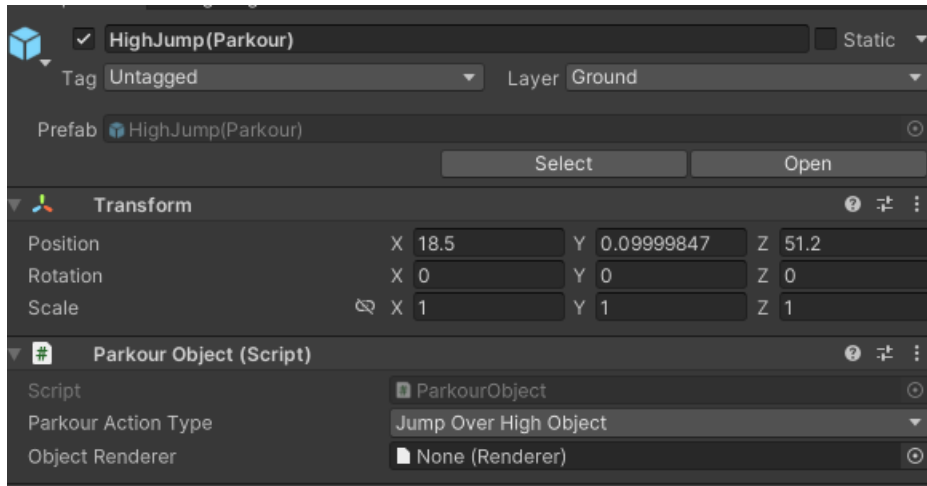 HighJump(Parkour) Static
Tag Untagged Layer Ground
Prefab HighJump(Parkour)
Select Open
Transform
Position X 18.5 Y 0.09999847 Z 51.2
Rotation X 0 Y 0 Z 0
Scale X 1 Y 1 Z 1
# Parkour Object (Script)
Script ParkourObject
Parkour Action Type Jump Over High Object
Object Renderer None (Renderer)